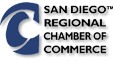 SAN DIEGO™
REGIONAL
CHAMBER OF
COMMERCE